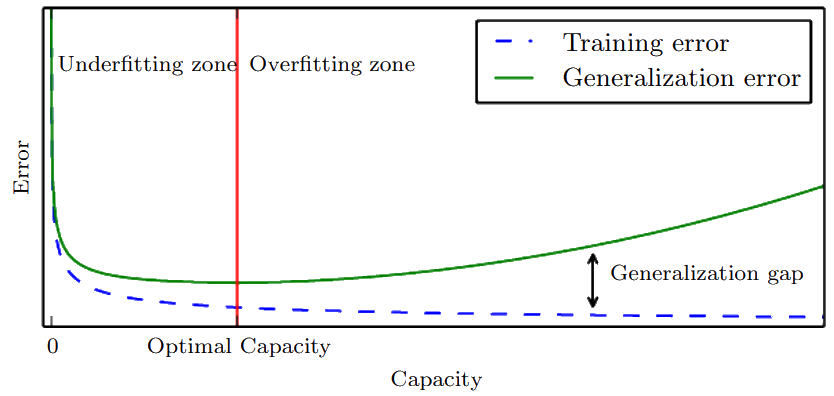 Training error
Generalization error
Underfitting zone
Overfitting zone
Error
Generalization gap
0
Optimal Capacity
Capacity